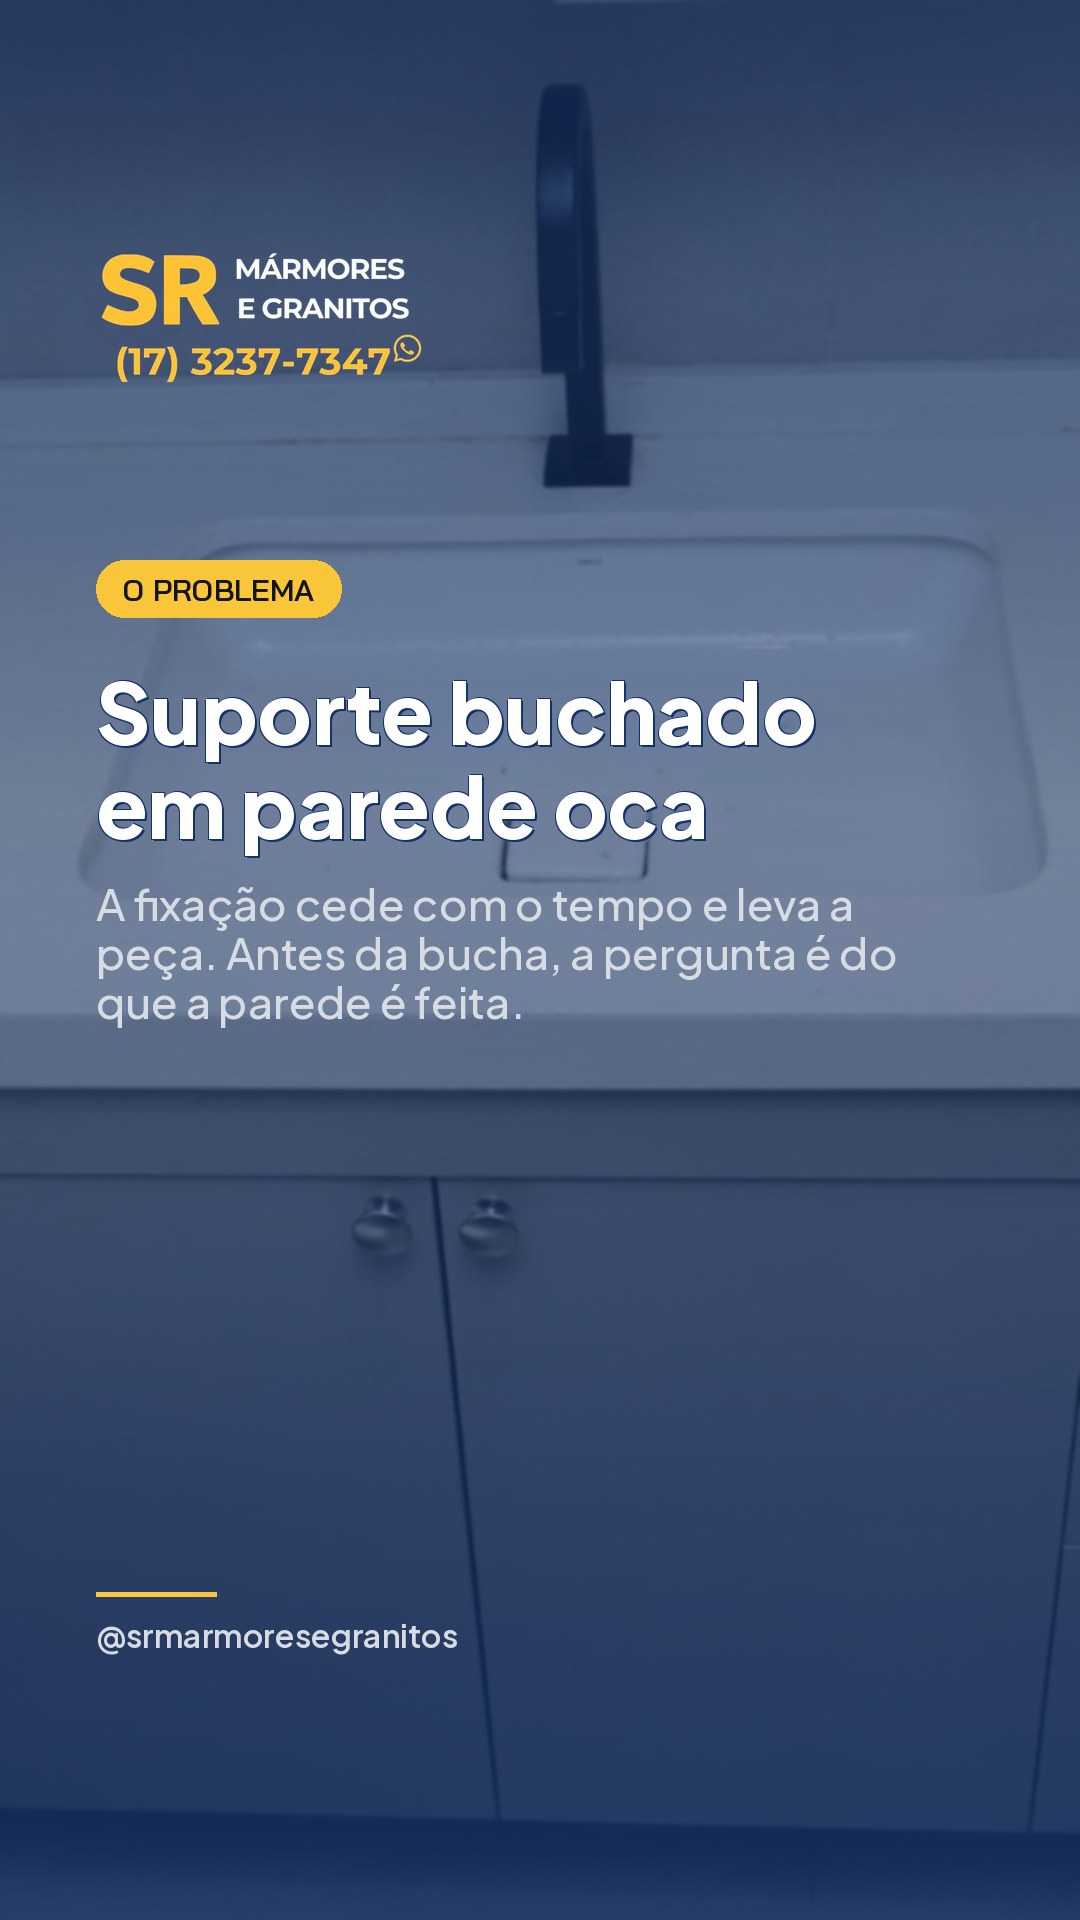 SR MÁRMORES
E GRANITOS
(17) 3237-7347
O PROBLEMA
Suporte buchado
em parede oca
A fixação cede com o tempo e leva a
peça. Antes da bucha, a pergunta é do
que a parede é feita.
@srmarmoresegranitos